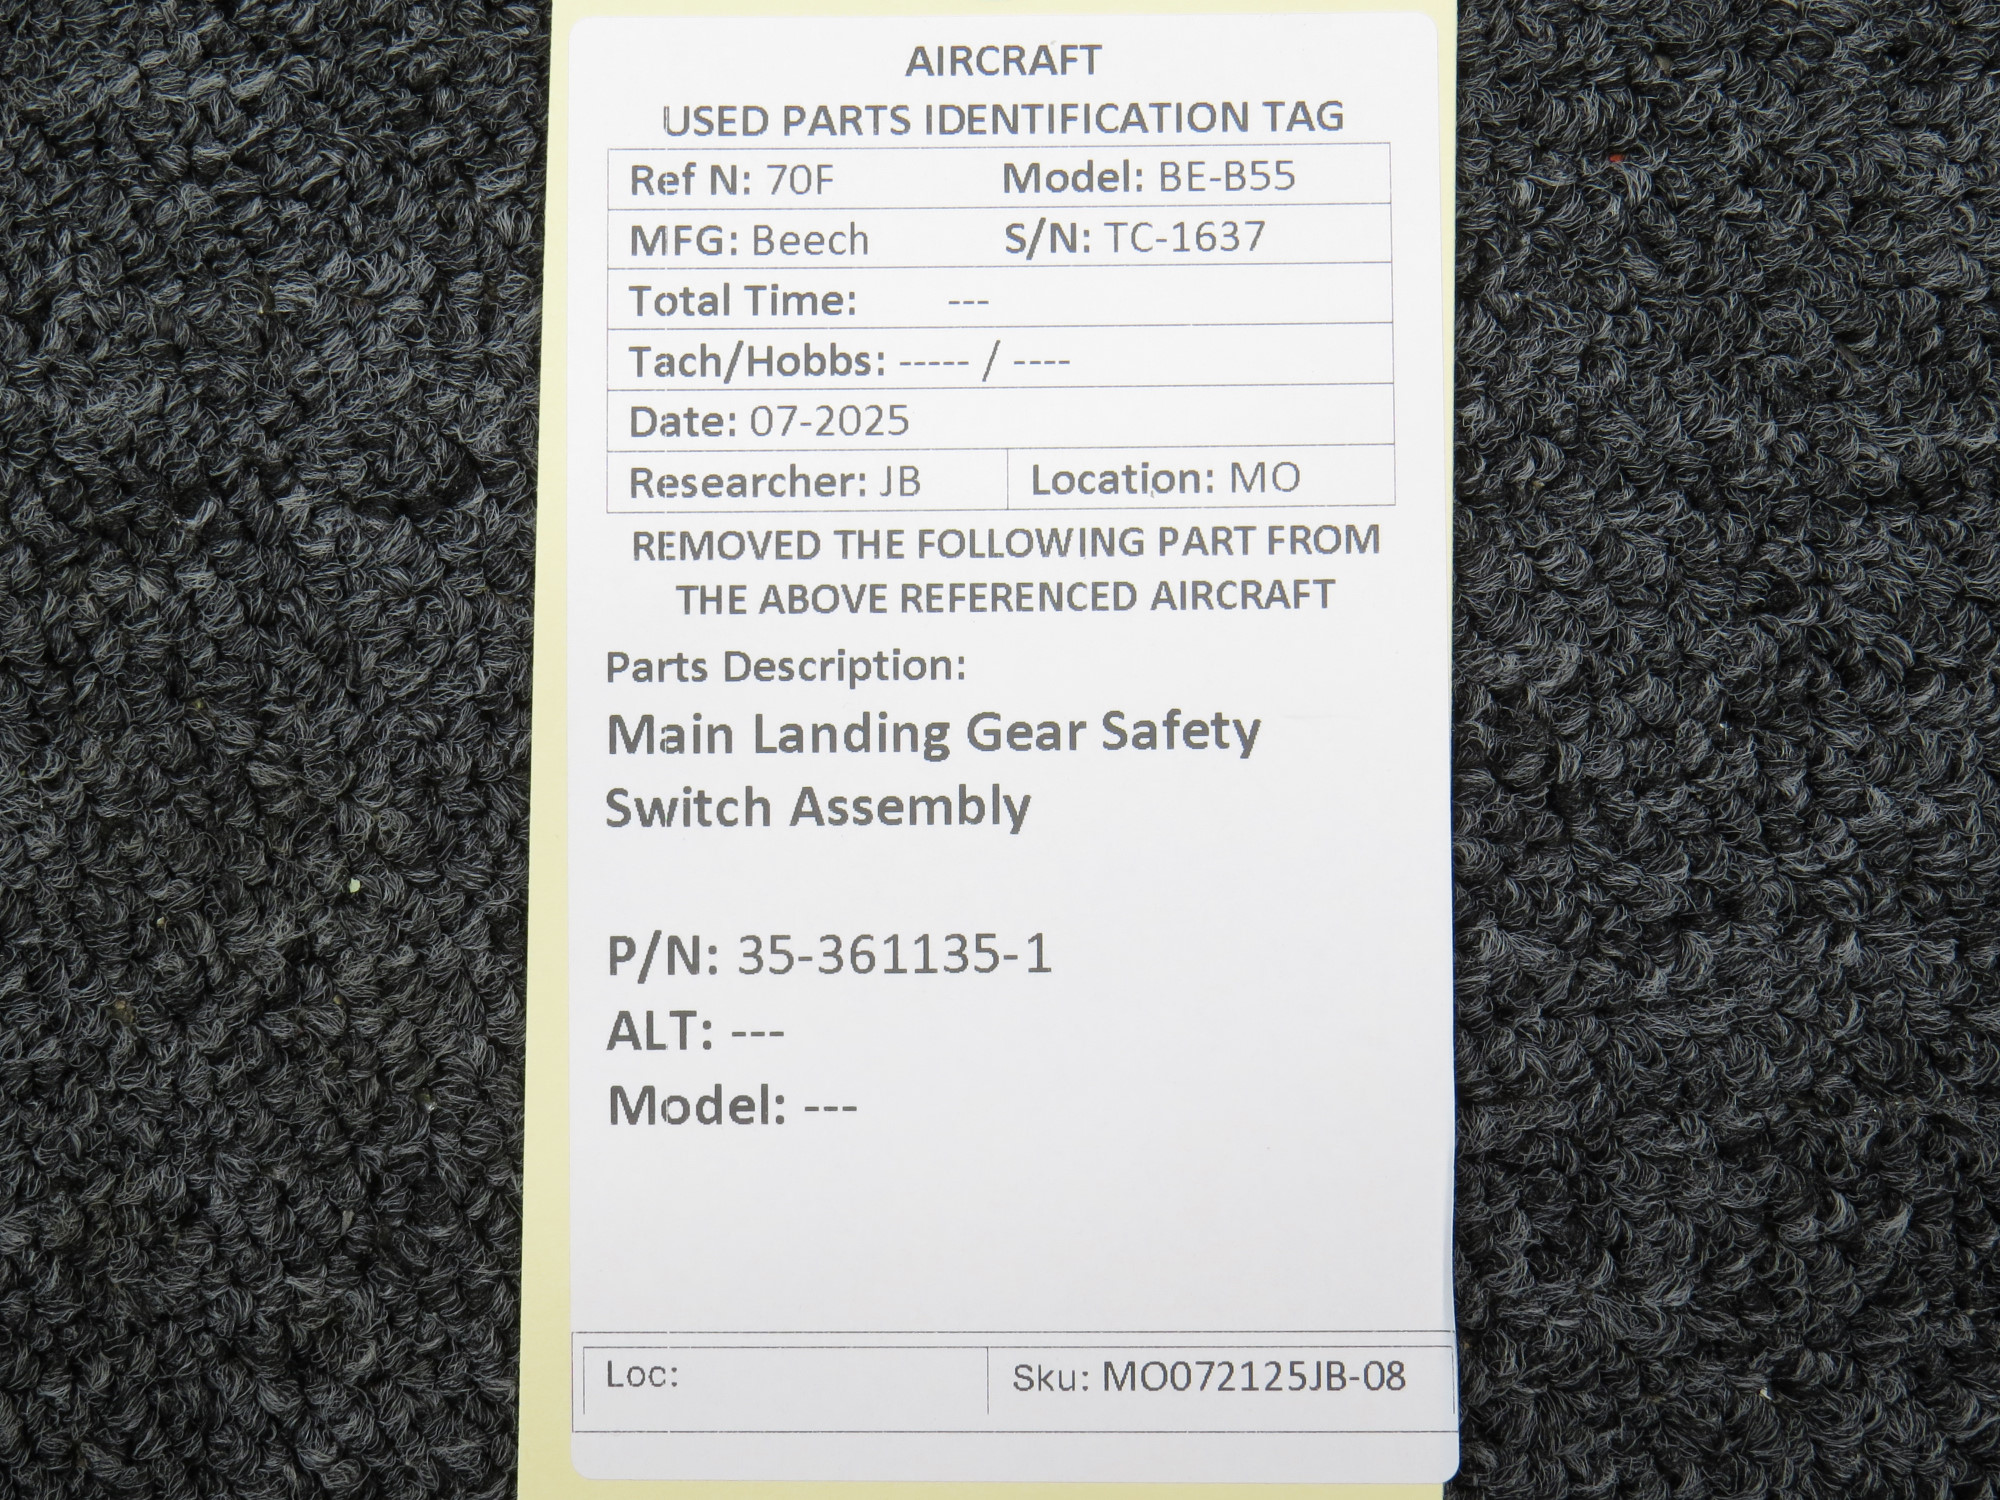 AIRCRAFT
USED PARTS IDENTIFICATION TAG
Ref N: 70F Model: BE-B55
MFG: Beech S/N: TC-1637
Total Time: ---
Tach/Hobbs: ----- / ----
Date: 07-2025
Researcher: JB Location: MO
REMOVED THE FOLLOWING PART FROM
THE ABOVE REFERENCED AIRCRAFT
Parts Description:
Main Landing Gear Safety
Switch Assembly
P/N: 35-361135-1
ALT: ---
Model: ---
Loc: Sku: MO072125JB-08